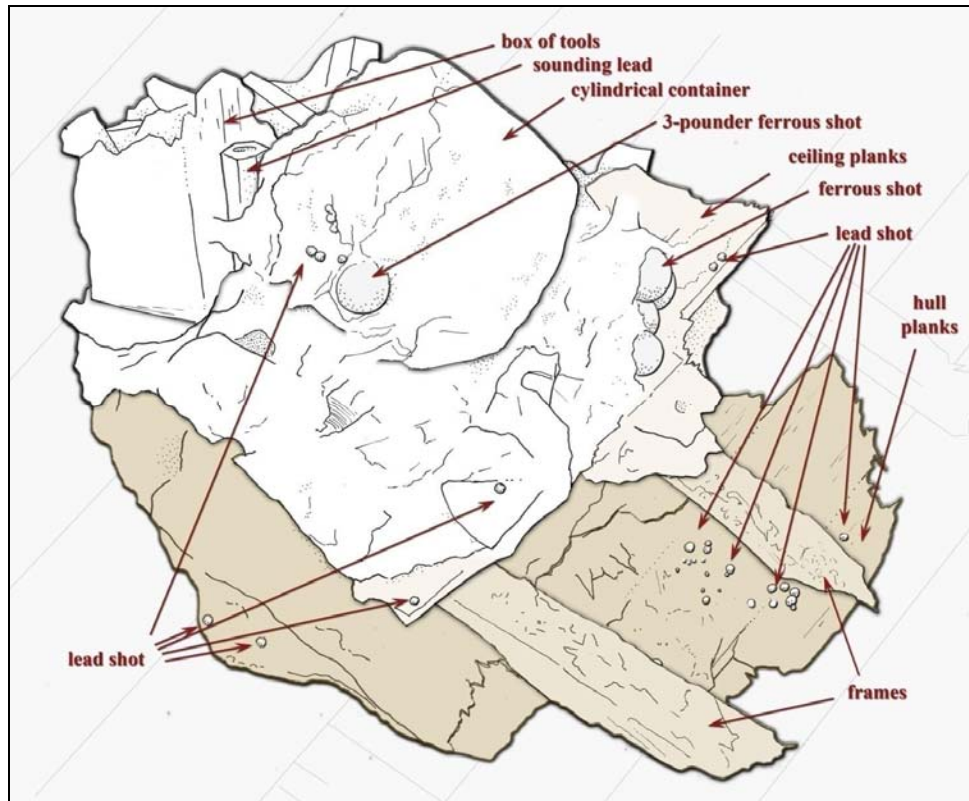 box of tools
sounding lead
cylindrical container
3-pounder ferrous shot
ceiling planks
ferrous shot
lead shot
hull
planks
lead shot
frames